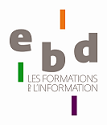 ebd
LES FORMATIONS
DE L'INFORMATION